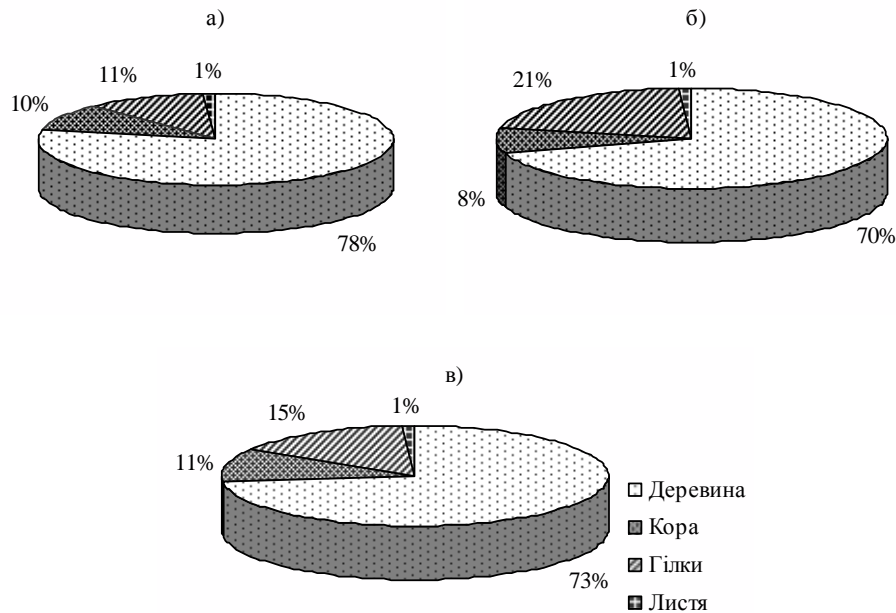 а)
11%
1%
10%
78%
б)
21%
1%
8%
70%
в)
15%
1%
11%
73%
Деревина
Кора
Гілки
Листя